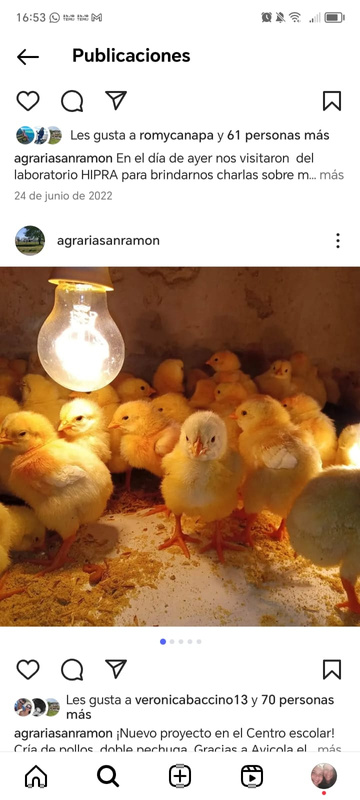 16:53
Publicaciones
Les gusta a romycanapa y 61 personas más
agrariasanramon En el día de ayer nos visitaron del
laboratorio HIPRA para brindarnos charlas sobre m... más
24 de junio de 2022
agrariasanramon
Les gusta a veronicabaccino13 y 70 personas
más
agrariasanramon ¡Nuevo proyecto en el Centro escolar!
Cría de pollos doble pechuga. Gracias a Avicola el... más